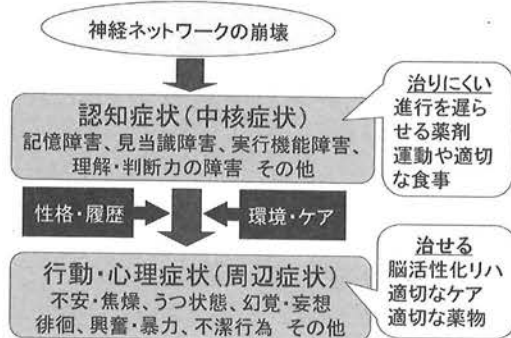 神経ネットワークの崩壊
認知症状(中核症状)
記憶障害、見当識障害、実行機能障害、
理解・判断力の障害 その他
治りにくい
進行を遅ら
せる薬剤
運動や適切
な食事
性格・履歴
環境・ケア
行動・心理症状(周辺症状)
不安・焦燥、うつ状態、幻覚・妄想
徘徊、興奮・暴力、不潔行為 その他
治せる
脳活性化リハ
適切なケア
適切な薬物